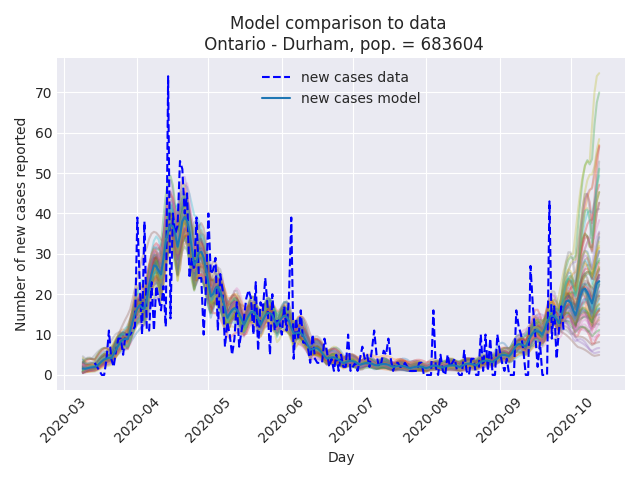 Model comparison to data
Ontario - Durham, pop. = 683604
new cases data
new cases model
Number of new cases reported
70
60
50
40
30
20
10
0
2020-03
2020-04
2020-05
2020-06
2020-07
2020-08
2020-09
2020-10
Day